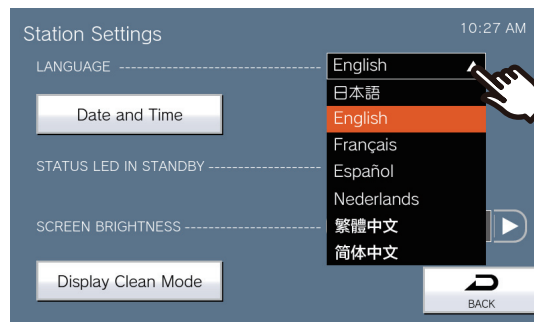 Station Settings
10:27 AM
LANGUAGE
English
日本語
English
Français
Español
Nederlands
繁體中文
简体中文
Date and Time
STATUS LED IN STANDBY
SCREEN BRIGHTNESS
Display Clean Mode
BACK